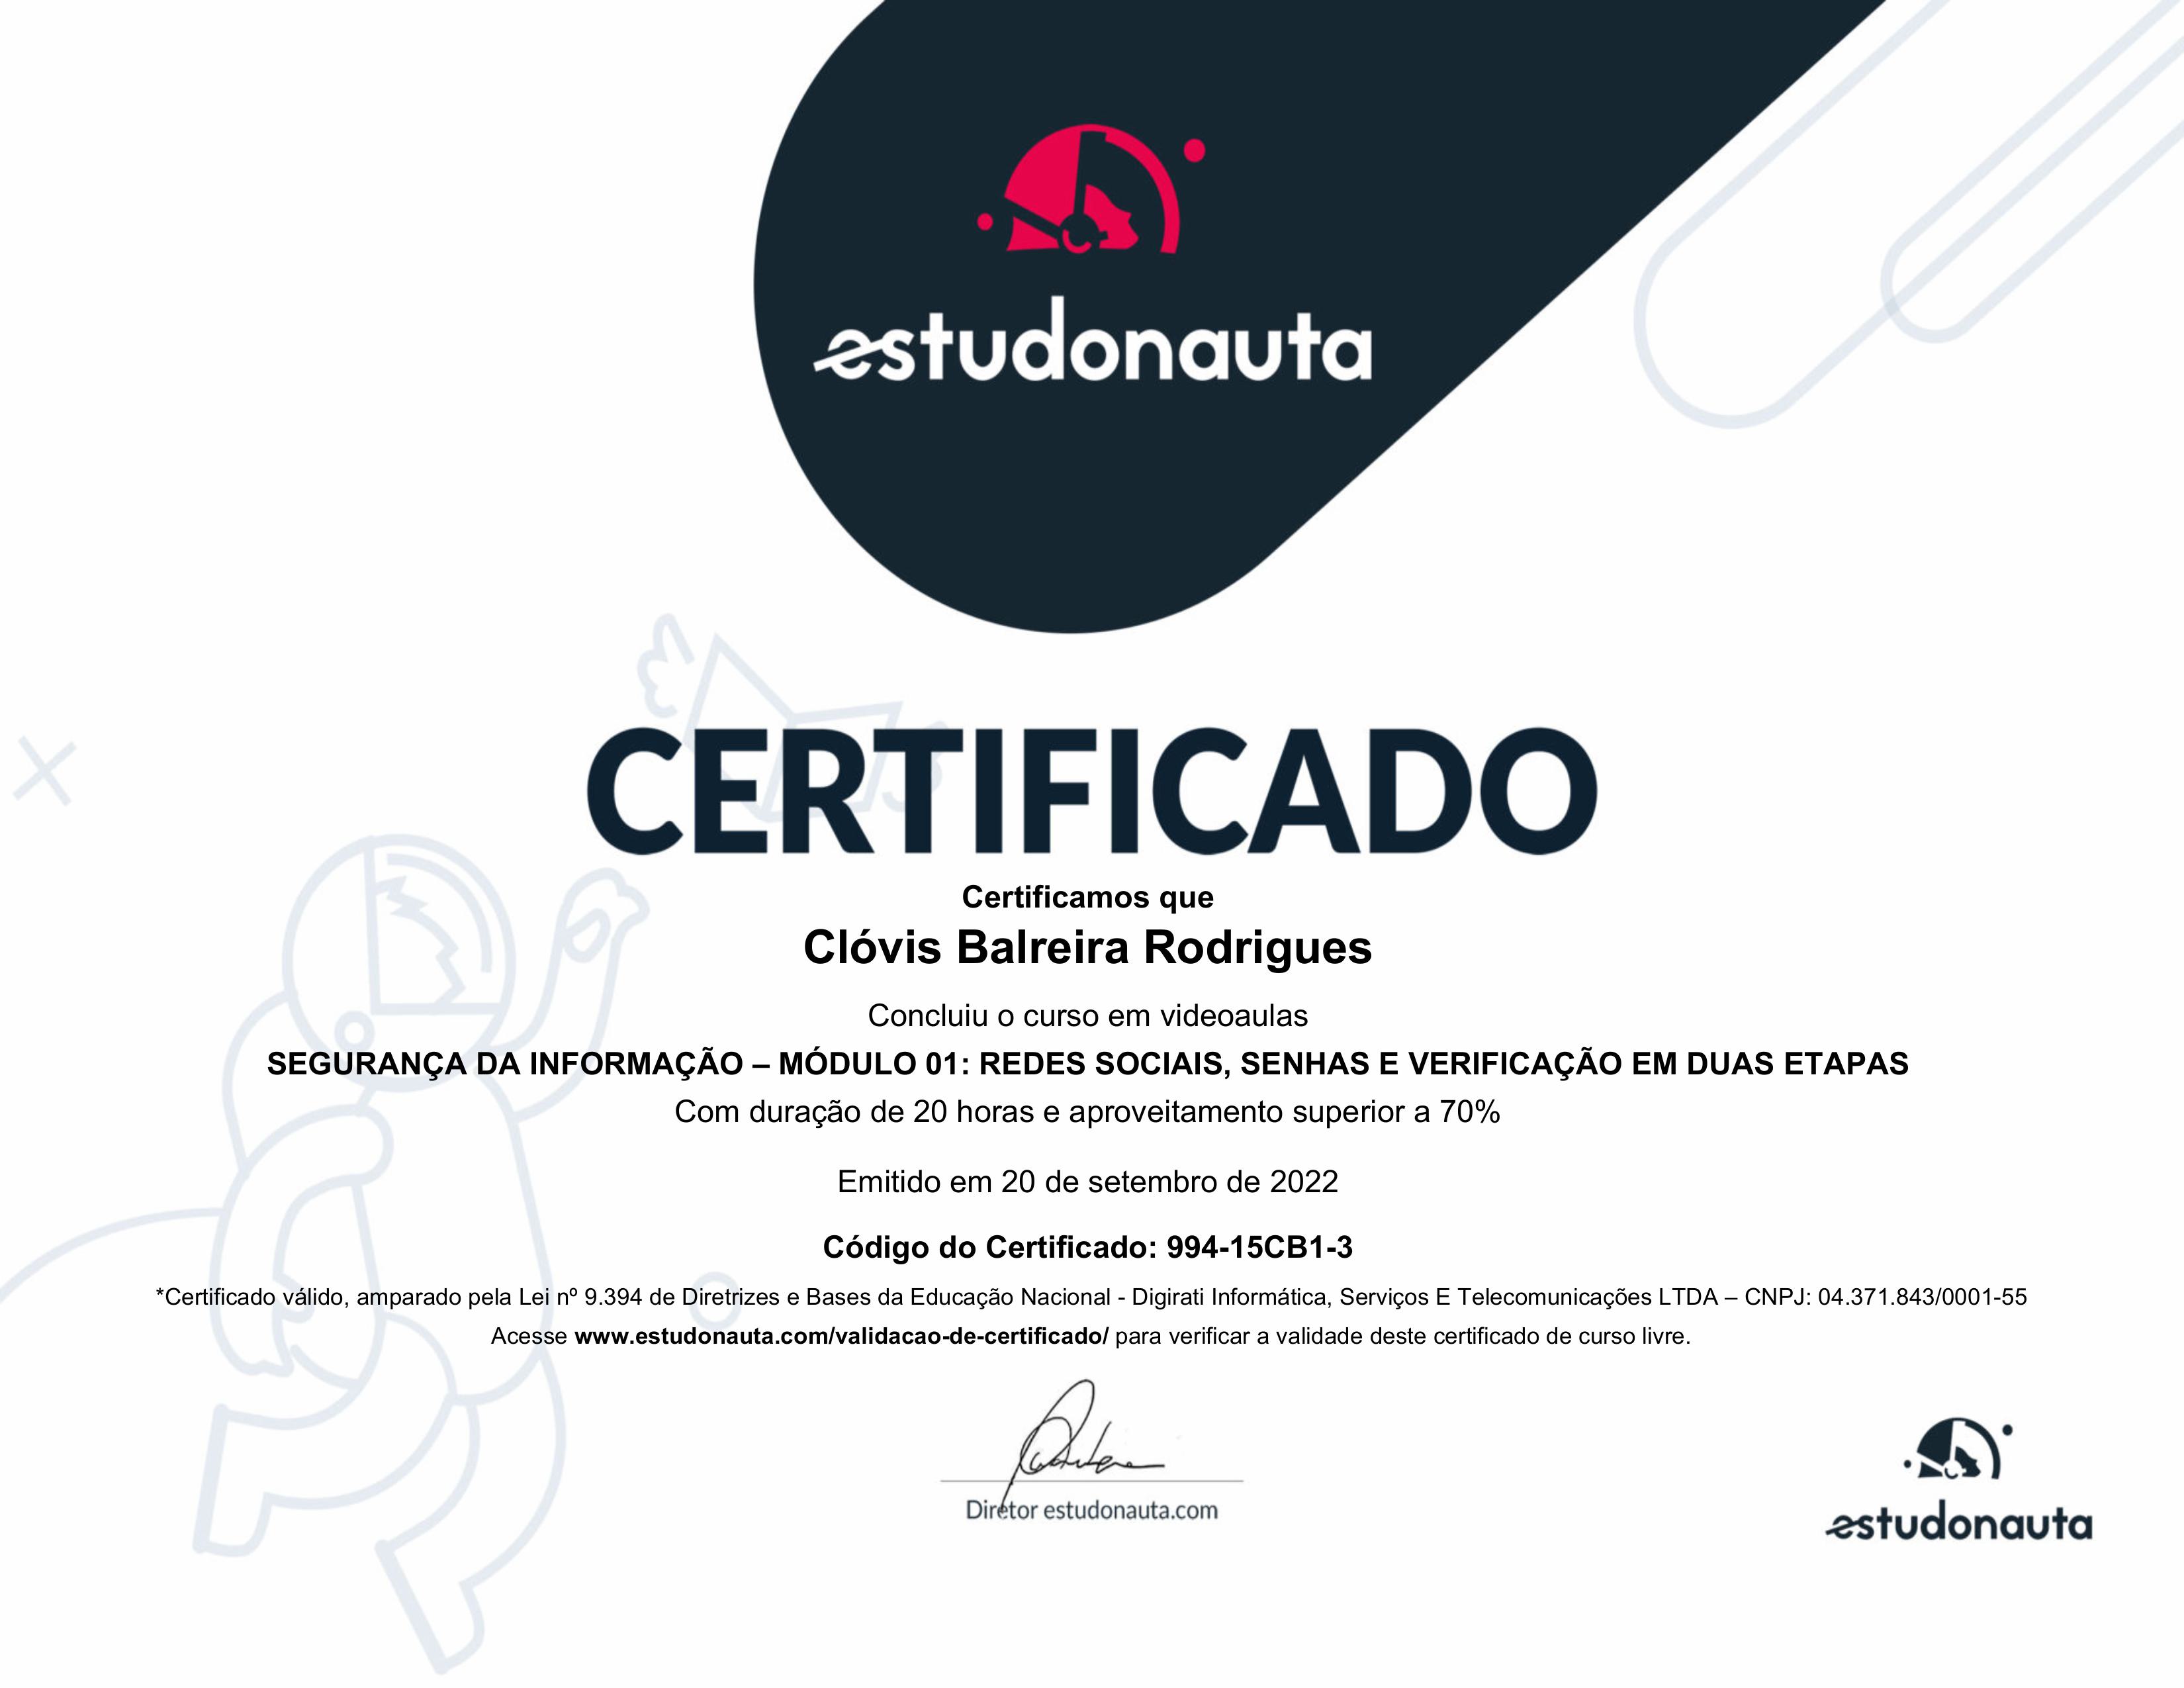 estudonauta
CERTIFICADO
Certificamos que
Clóvis Balreira Rodrigues
Concluiu o curso em videoaulas
SEGURANÇA DA INFORMAÇÃO – MÓDULO 01: REDES SOCIAIS, SENHAS E VERIFICAÇÃO EM DUAS ETAPAS
Com duração de 20 horas e aproveitamento superior a 70%
Emitido em 20 de setembro de 2022
Código do Certificado: 994-15CB1-3
*Certificado válido, amparado pela Lei nº 9.394 de Diretrizes e Bases da Educação Nacional - Digirati Informática, Serviços E Telecomunicações LTDA – CNPJ: 04.371.843/0001-55
Acesse www.estudonauta.com/validacao-de-certificado/ para verificar a validade deste certificado de curso livre.
Diretor estudonauta.com
estudonauta